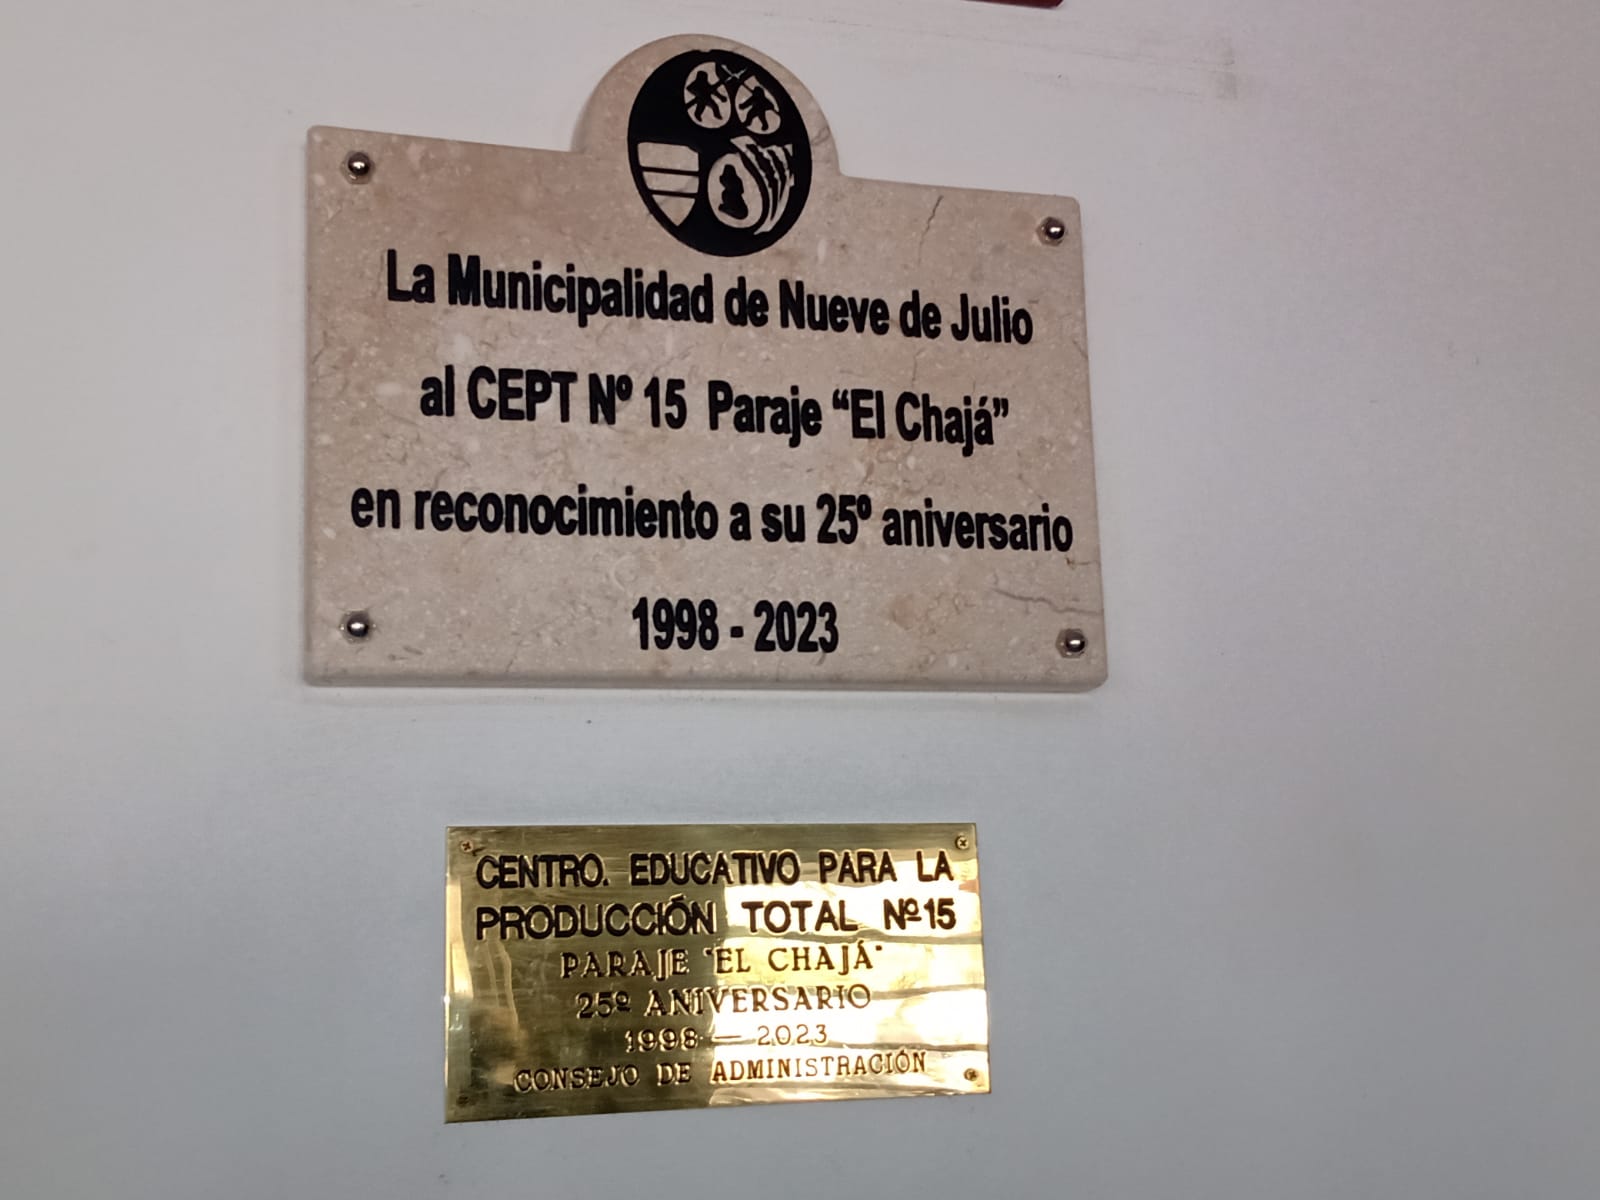 La Municipalidad de Nueve de Julio
al CEPT Nº 15 Paraje “El Chajá”
en reconocimiento a su 25º aniversario
1998 - 2023
CENTRO. EDUCATIVO PARA LA
PRODUCCIÓN TOTAL Nº15
PARAJE "EL CHAJÁ"
25º ANIVERSARIO
1998 — 2023
CONSEJO DE ADMINISTRACIÓN